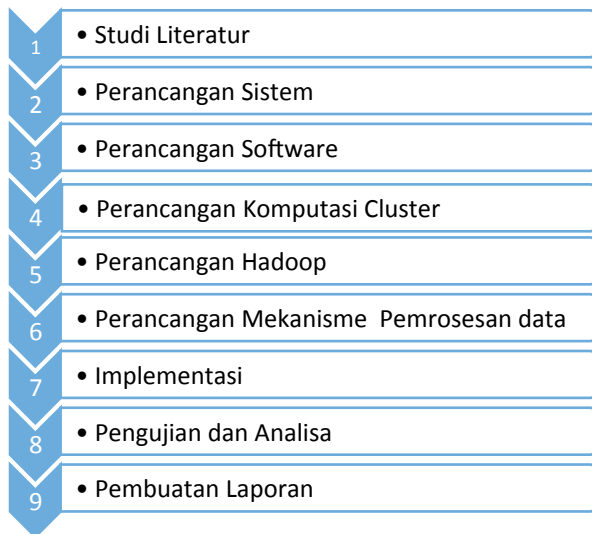 1 • Studi Literatur
2 • Perancangan Sistem
3 • Perancangan Software
4 • Perancangan Komputasi Cluster
5 • Perancangan Hadoop
6 • Perancangan Mekanisme Pemrosesan data
7 • Implementasi
8 • Pengujian dan Analisa
9 • Pembuatan Laporan